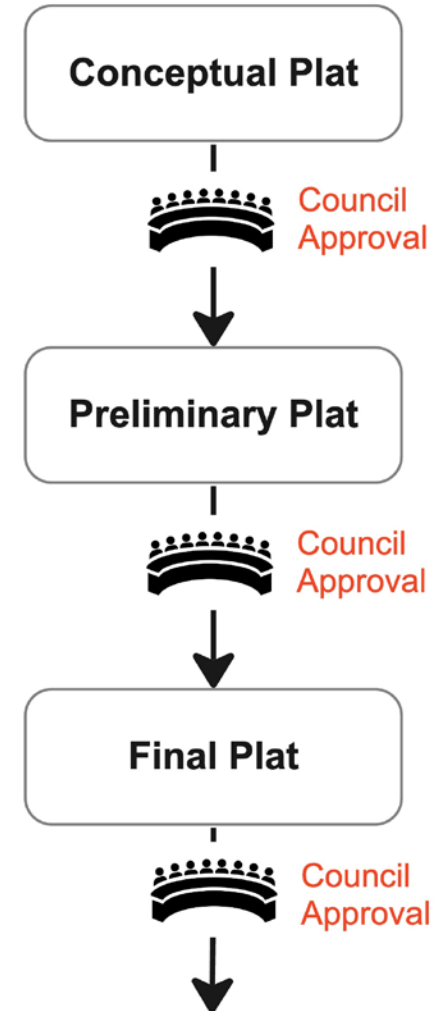 Conceptual Plat
Council
Approval
Preliminary Plat
Council
Approval
Final Plat
Council
Approval